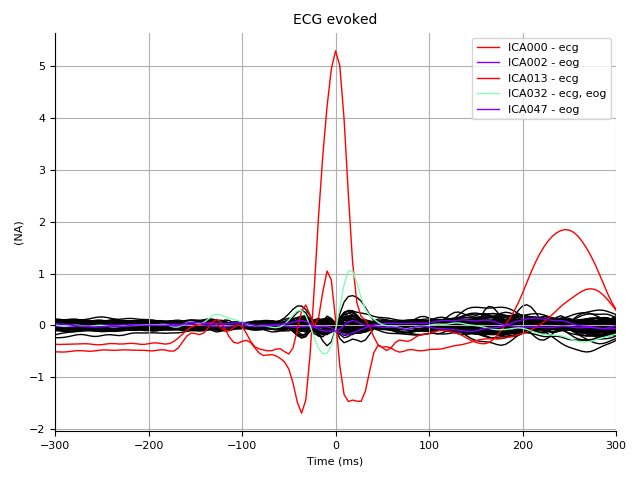 ECG evoked
ICA000 - ecg
ICA002 - eog
ICA013 - ecg
ICA032 - ecg, eog
ICA047 - eog
(NA)
5
4
3
2
1
0
−1
−2
−300 −200 −100 0 100 200 300
Time (ms)